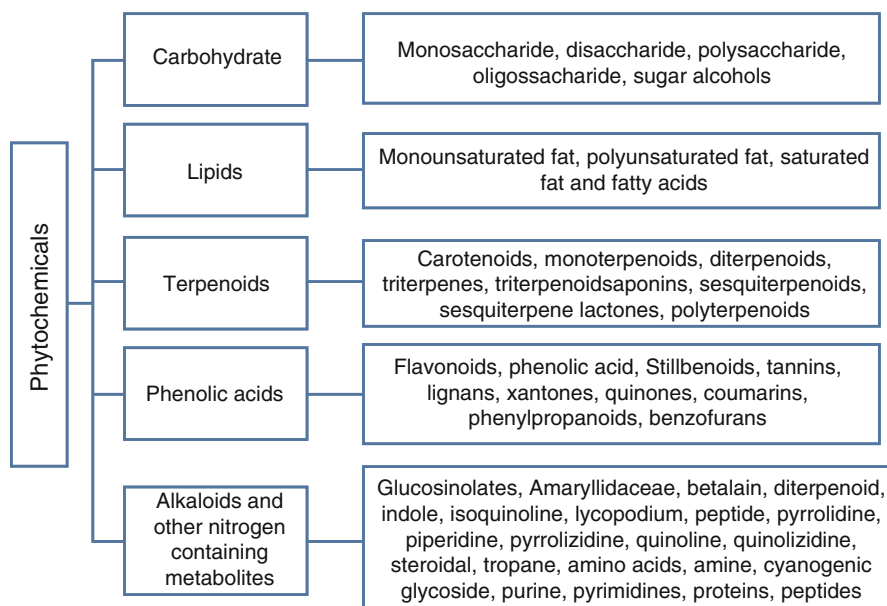 Phytochemicals
Carbohydrate
Monosaccharide, disaccharide, polysaccharide,
oligossacharide, sugar alcohols
Lipids
Monounsaturated fat, polyunsaturated fat, saturated
fat and fatty acids
Terpenoids
Carotenoids, monoterpenoids, diterpenoids,
triterpenes, triterpenoidsaponins, sesquiterpenoids,
sesquiterpene lactones, polyterpenoids
Phenolic acids
Flavonoids, phenolic acid, Stillbenoids, tannins,
lignans, xantones, quinones, coumarins,
phenylpropanoids, benzofurans
Alkaloids and
other nitrogen
containing
metabolites
Glucosinolates, Amaryllidaceae, betalain, diterpenoid,
indole, isoquinoline, lycopodium, peptide, pyrrolidine,
piperidine, pyrrolizidine, quinoline, quinolizidine,
steroidal, tropane, amino acids, amine, cyanogenic
glycoside, purine, pyrimidines, proteins, peptides